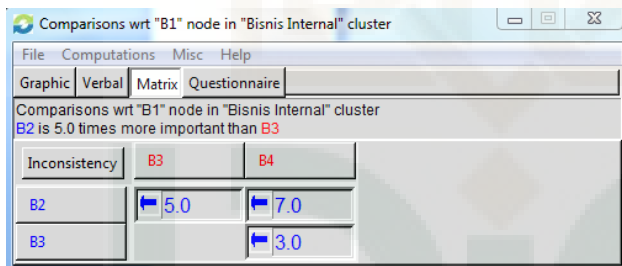 Comparisons wrt "B1" node in "Bisnis Internal" cluster
File Computations Misc Help
Graphic Verbal Matrix Questionnaire
Comparisons wrt "B1" node in "Bisnis Internal" cluster
B2 is 5.0 times more important than B3
Inconsistency B3 B4
B2 5.0 7.0
B3 3.0